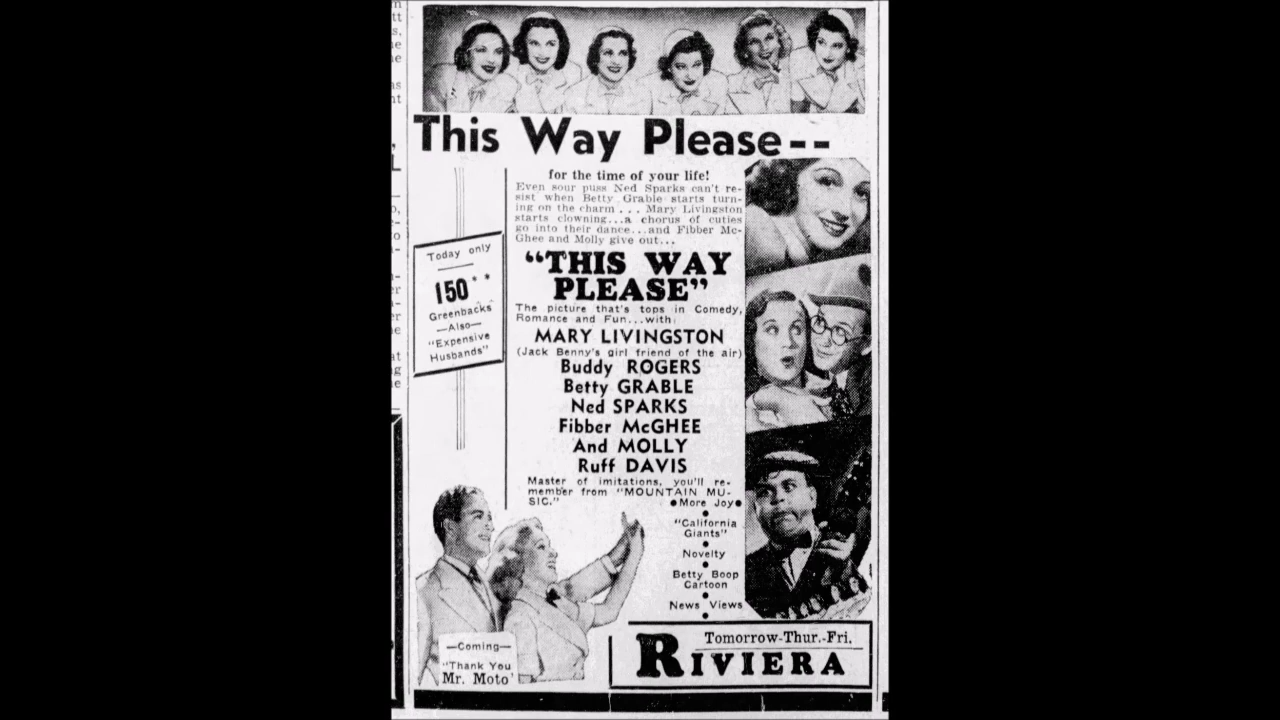 This Way Please--
for the time of your life!
Even sour puss Ned Sparks can't re-
sist when Betty Grable starts turn-
ing on the charm . . . Mary Livingston
starts clowning...a chorus of cuties
go into their dance...and Fibber Mc-
Ghee and Molly give out...
Today only
150**
Greenbacks
—Also—
"Expensive
Husbands"
"THIS WAY
PLEASE"
The picture that's tops in Comedy,
Romance and Fun...with
MARY LIVINGSTON
(Jack Benny's girl friend of the air)
Buddy ROGERS
Betty GRABLE
Ned SPARKS
Fibber McGHEE
And MOLLY
Ruff DAVIS
Master of imitations, you'll re-
member from "MOUNTAIN MU-
SIC."
•More Joy•
"California
Giants"
Novelty
Betty Boop
Cartoon
News Views
—Coming—
"Thank You
Mr. Moto'
Tomorrow-Thur.-Fri.
RIVIERA